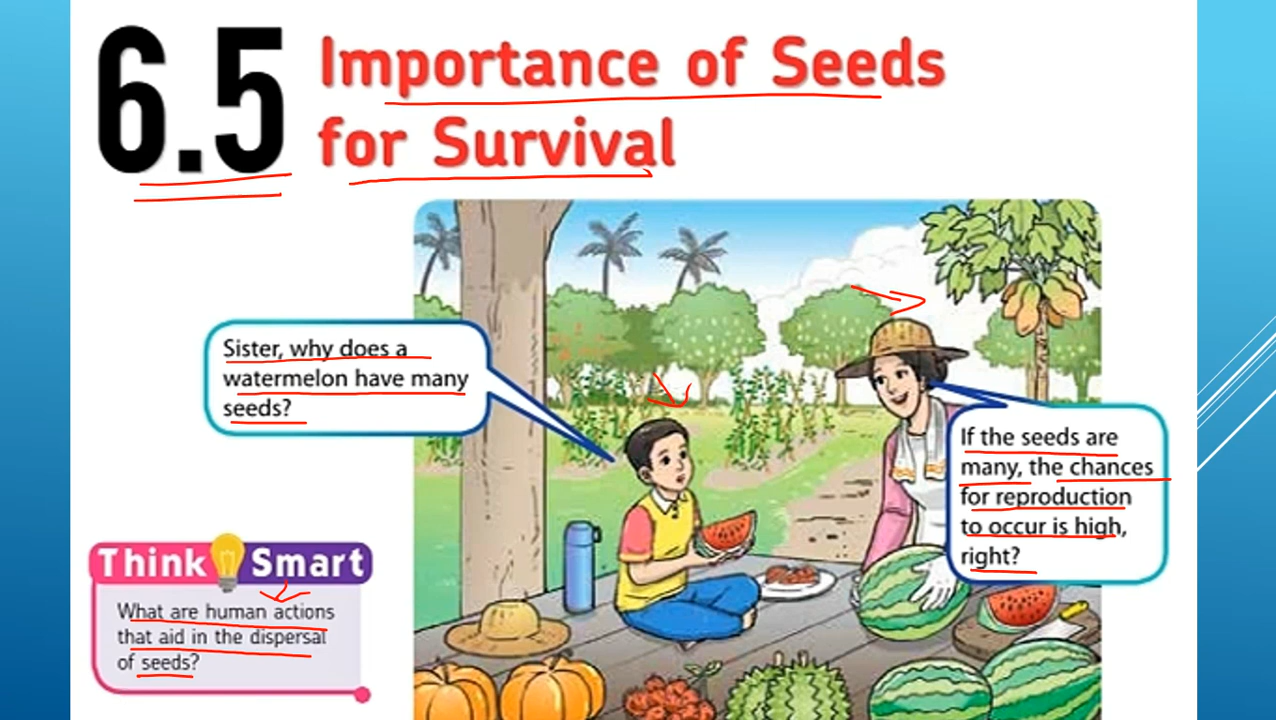 6.5 Importance of Seeds
for Survival
Sister, why does a
watermelon have many
seeds?
If the seeds are
many, the chances
for reproduction
to occur is high,
right?
Think Smart
What are human actions
that aid in the dispersal
of seeds?